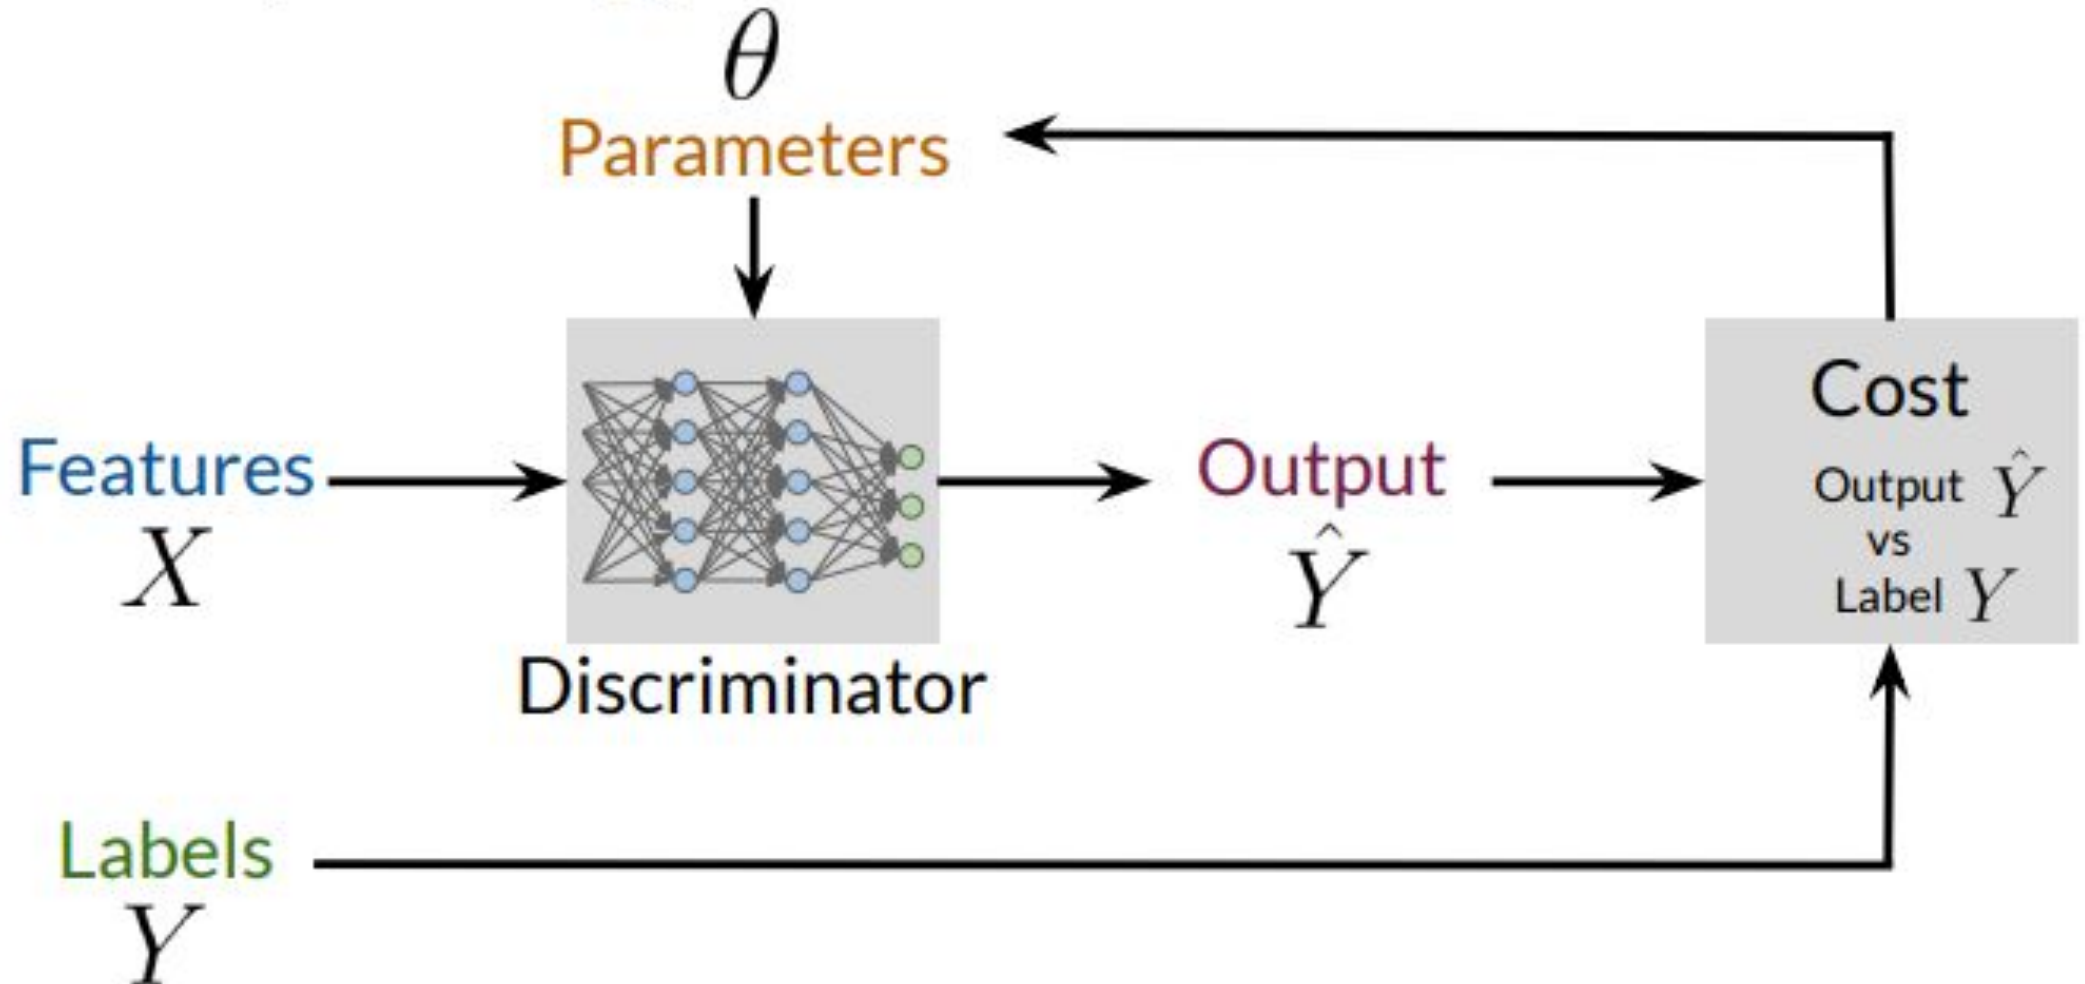 θ
Parameters
Features
X
Discriminator
Output
Ŷ
Cost
Output Ŷ
vs
Label Y
Labels
Y